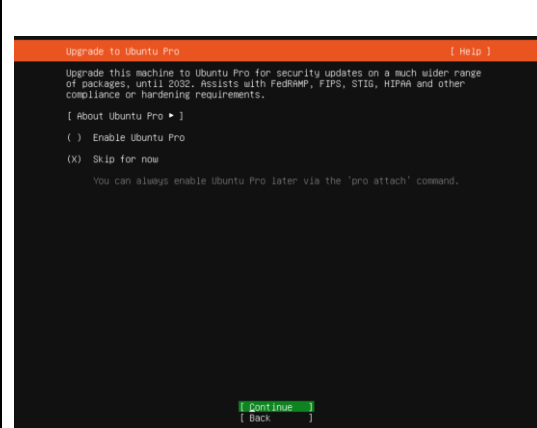 Upgrade to Ubuntu Pro [ Help ]
Upgrade this machine to Ubuntu Pro for security updates on a much wider range
of packages, until 2032. Assists with FedRAMP, FIPS, STIG, HIPAA and other
compliance or hardening requirements.
[ About Ubuntu Pro ▸ ]
( ) Enable Ubuntu Pro
(X) Skip for now
You can always enable Ubuntu Pro later via the 'pro attach' command.
[ Continue ]
[ Back ]